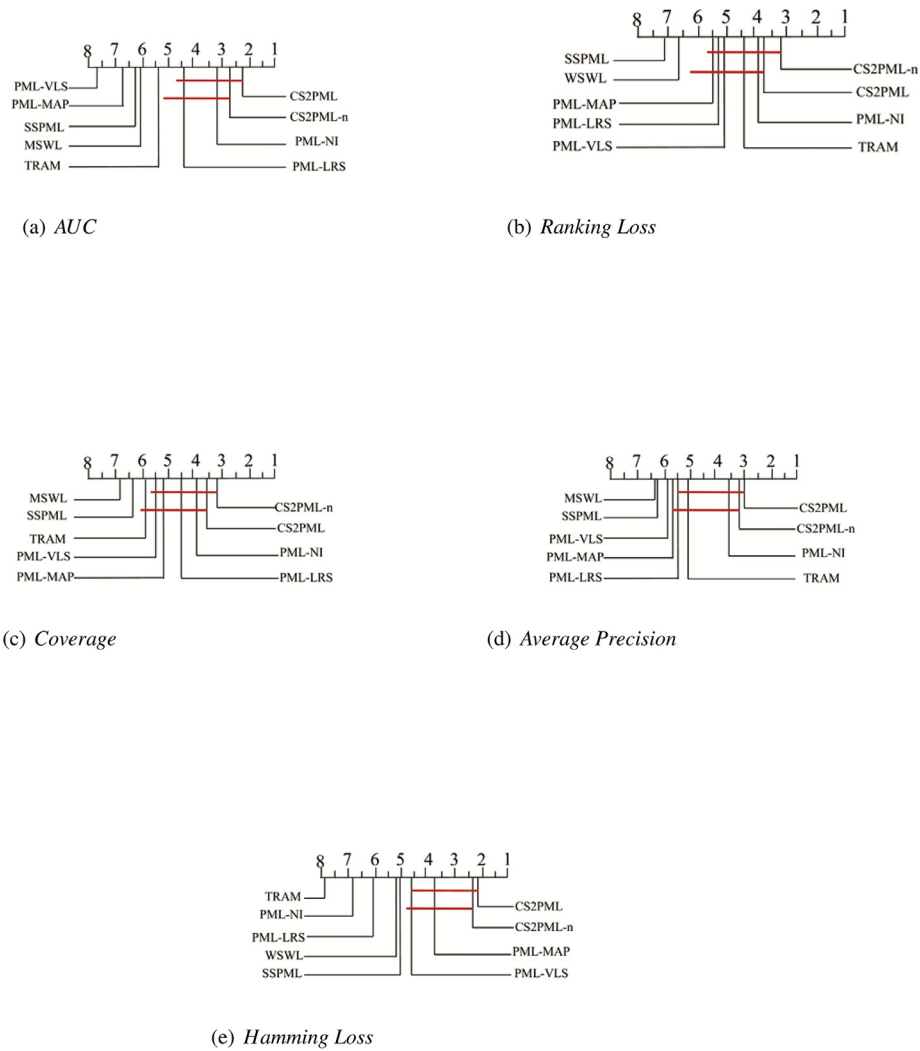 8 7 6 5 4 3 2 1
PML-VLS
PML-MAP
SSPML
MSWL
TRAM
CS2PML
CS2PML-n
PML-NI
PML-LRS
(a) AUC
8 7 6 5 4 3 2 1
SSPML
WSWL
PML-MAP
PML-LRS
PML-VLS
CS2PML-n
CS2PML
PML-NI
TRAM
(b) Ranking Loss
8 7 6 5 4 3 2 1
MSWL
SSPML
TRAM
PML-VLS
PML-MAP
CS2PML-n
CS2PML
PML-NI
PML-LRS
(c) Coverage
8 7 6 5 4 3 2 1
MSWL
SSPML
PML-VLS
PML-MAP
PML-LRS
CS2PML
CS2PML-n
PML-NI
TRAM
(d) Average Precision
8 7 6 5 4 3 2 1
TRAM
PML-NI
PML-LRS
WSWL
SSPML
CS2PML
CS2PML-n
PML-MAP
PML-VLS
(e) Hamming Loss